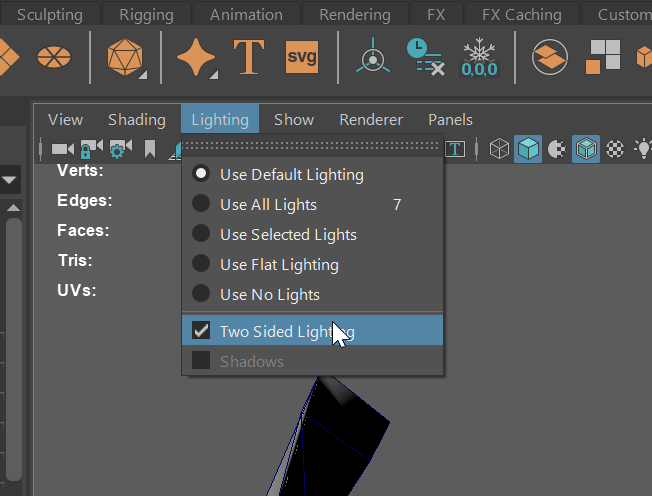 Sculpting Rigging Animation Rendering FX FX Caching Custom
T svg 0,0,0
View Shading Lighting Show Renderer Panels
T
Verts:
Edges:
Faces:
Tris:
UVs:
Use Default Lighting
Use All Lights 7
Use Selected Lights
Use Flat Lighting
Use No Lights
Two Sided Lighting
Shadows